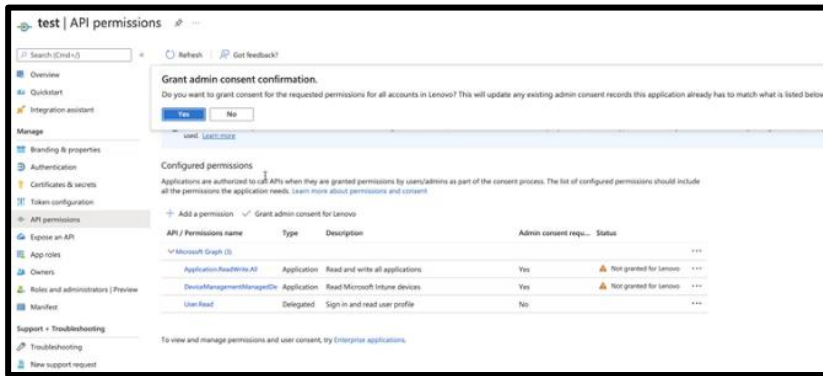 test | API permissions
Search (Cmd+/)
Refresh
Got feedback?
Overview
Quickstart
Integration assistant
Grant admin consent confirmation.
Do you want to grant consent for the requested permissions for all accounts in Lenovo? This will update any existing admin consent records this application already has to match what is listed below
Yes
No
used. Learn more
Manage
Branding & properties
Authentication
Certificates & secrets
Token configuration
API permissions
Expose an API
App roles
Owners
Roles and administrators | Preview
Manifest
Support + Troubleshooting
Troubleshooting
New support request
Configured permissions
Applications are authorized to call APIs when they are granted permissions by users/admins as part of the consent process. The list of configured permissions should include
all the permissions the application needs. Learn more about permissions and consent
Add a permission
Grant admin consent for Lenovo
API / Permissions name Type Description Admin consent requ... Status
Microsoft Graph (3)
Application.ReadWrite.All Application Read and write all applications Yes Not granted for Lenovo
DeviceManagementManagedDe Application Read Microsoft Intune devices Yes Not granted for Lenovo
User.Read Delegated Sign in and read user profile No
To view and manage permissions and user consent, try Enterprise applications.